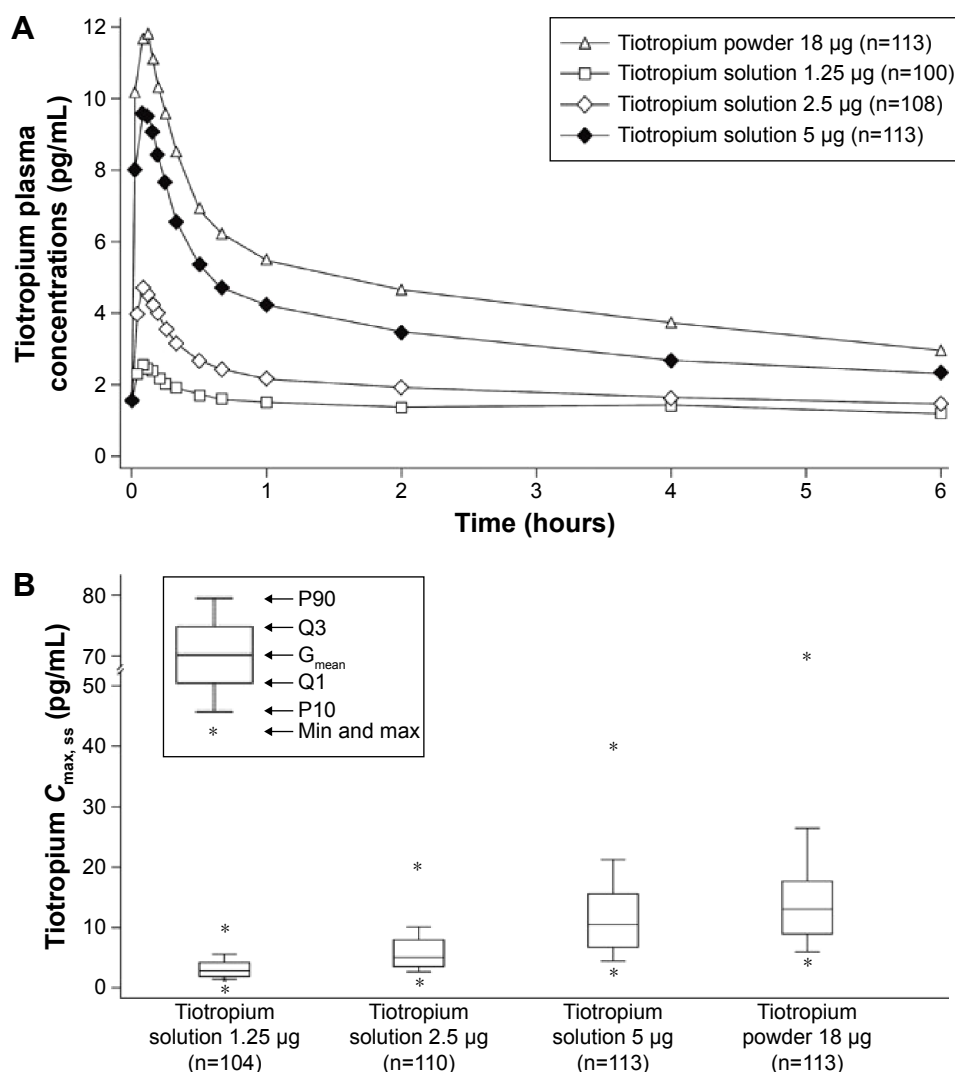 A
Tiotropium plasma
concentrations (pg/mL)
12
10
8
6
4
2
0
Tiotropium powder 18 µg (n=113)
Tiotropium solution 1.25 µg (n=100)
Tiotropium solution 2.5 µg (n=108)
Tiotropium solution 5 µg (n=113)
0 1 2 3 4 5 6
Time (hours)
B
Tiotropium Cmax, ss (pg/mL)
80
70
50
40
30
20
10
0
P90
Q3
Gmean
Q1
P10
* Min and max
Tiotropium
solution 1.25 µg
(n=104)
Tiotropium
solution 2.5 µg
(n=110)
Tiotropium
solution 5 µg
(n=113)
Tiotropium
powder 18 µg
(n=113)